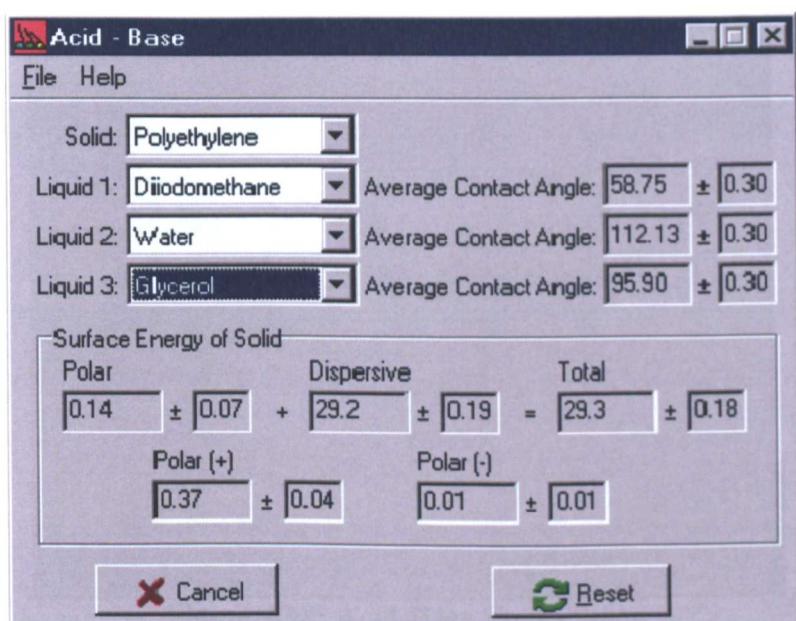 Acid - Base
File Help
Solid: Polyethylene
Liquid 1: Diiodomethane Average Contact Angle: 58.75 ± 0.30
Liquid 2: Water Average Contact Angle: 112.13 ± 0.30
Liquid 3: Glycerol Average Contact Angle: 95.90 ± 0.30
Surface Energy of Solid
Polar Dispersive Total
0.14 ± 0.07 + 29.2 ± 0.19 = 29.3 ± 0.18
Polar (+) Polar (-)
0.37 ± 0.04 0.01 ± 0.01
Cancel Reset